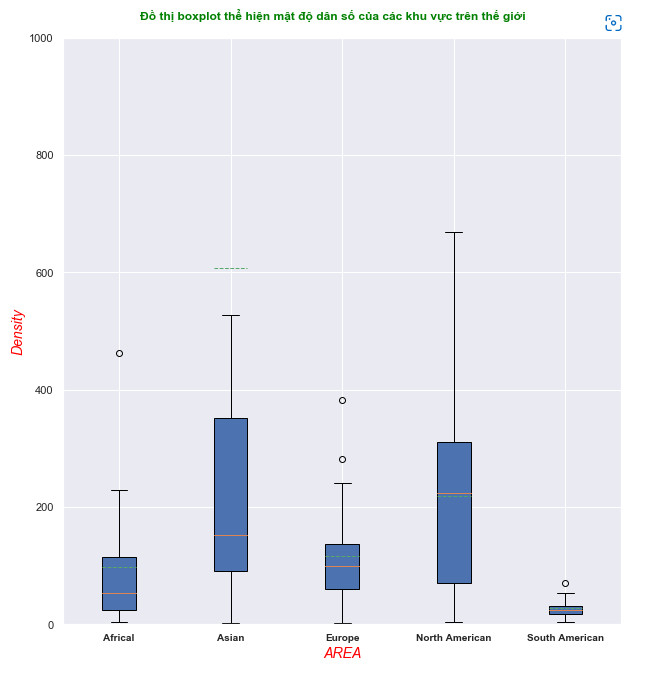 Đồ thị boxplot thể hiện mật độ dân số của các khu vực trên thế giới
1000
800
600
400
200
0
Density
Africal
Asian
Europe
North American
South American
AREA